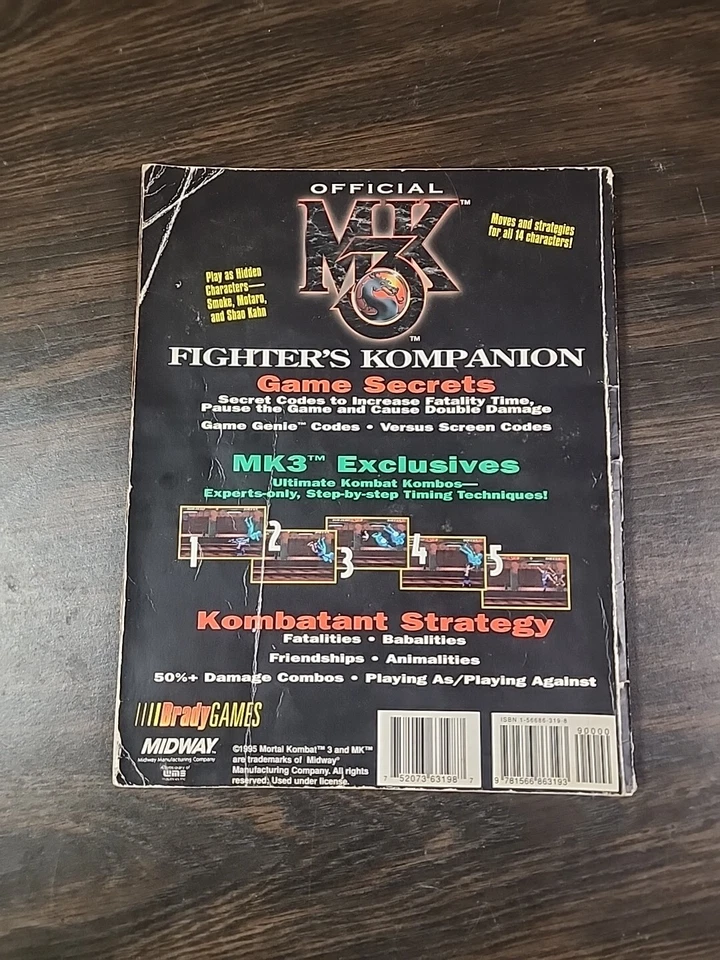 OFFICIAL
MK3™
Moves and strategies
for all 14 characters!
Play as Hidden
Characters—
Smoke, Motaro,
and Shao Kahn
™
FIGHTER'S KOMPANION
Game Secrets
Secret Codes to Increase Fatality Time,
Pause the Game and Cause Double Damage
Game Genie™ Codes • Versus Screen Codes
MK3™ Exclusives
Ultimate Kombat Kombos—
Experts-only, Step-by-step Timing Techniques!
1 2 3 4 5
Kombatant Strategy
Fatalities • Babalities
Friendships • Animalities
50%+ Damage Combos • Playing As/Playing Against
BradyGAMES
MIDWAY
Midway Manufacturing Company
©1995 Mortal Kombat™ 3 and MK™
are trademarks of Midway®
Manufacturing Company. All rights
reserved. Used under license.
7 52073 63198 7
ISBN 1-56686-319-8
90000
9 781566 863193